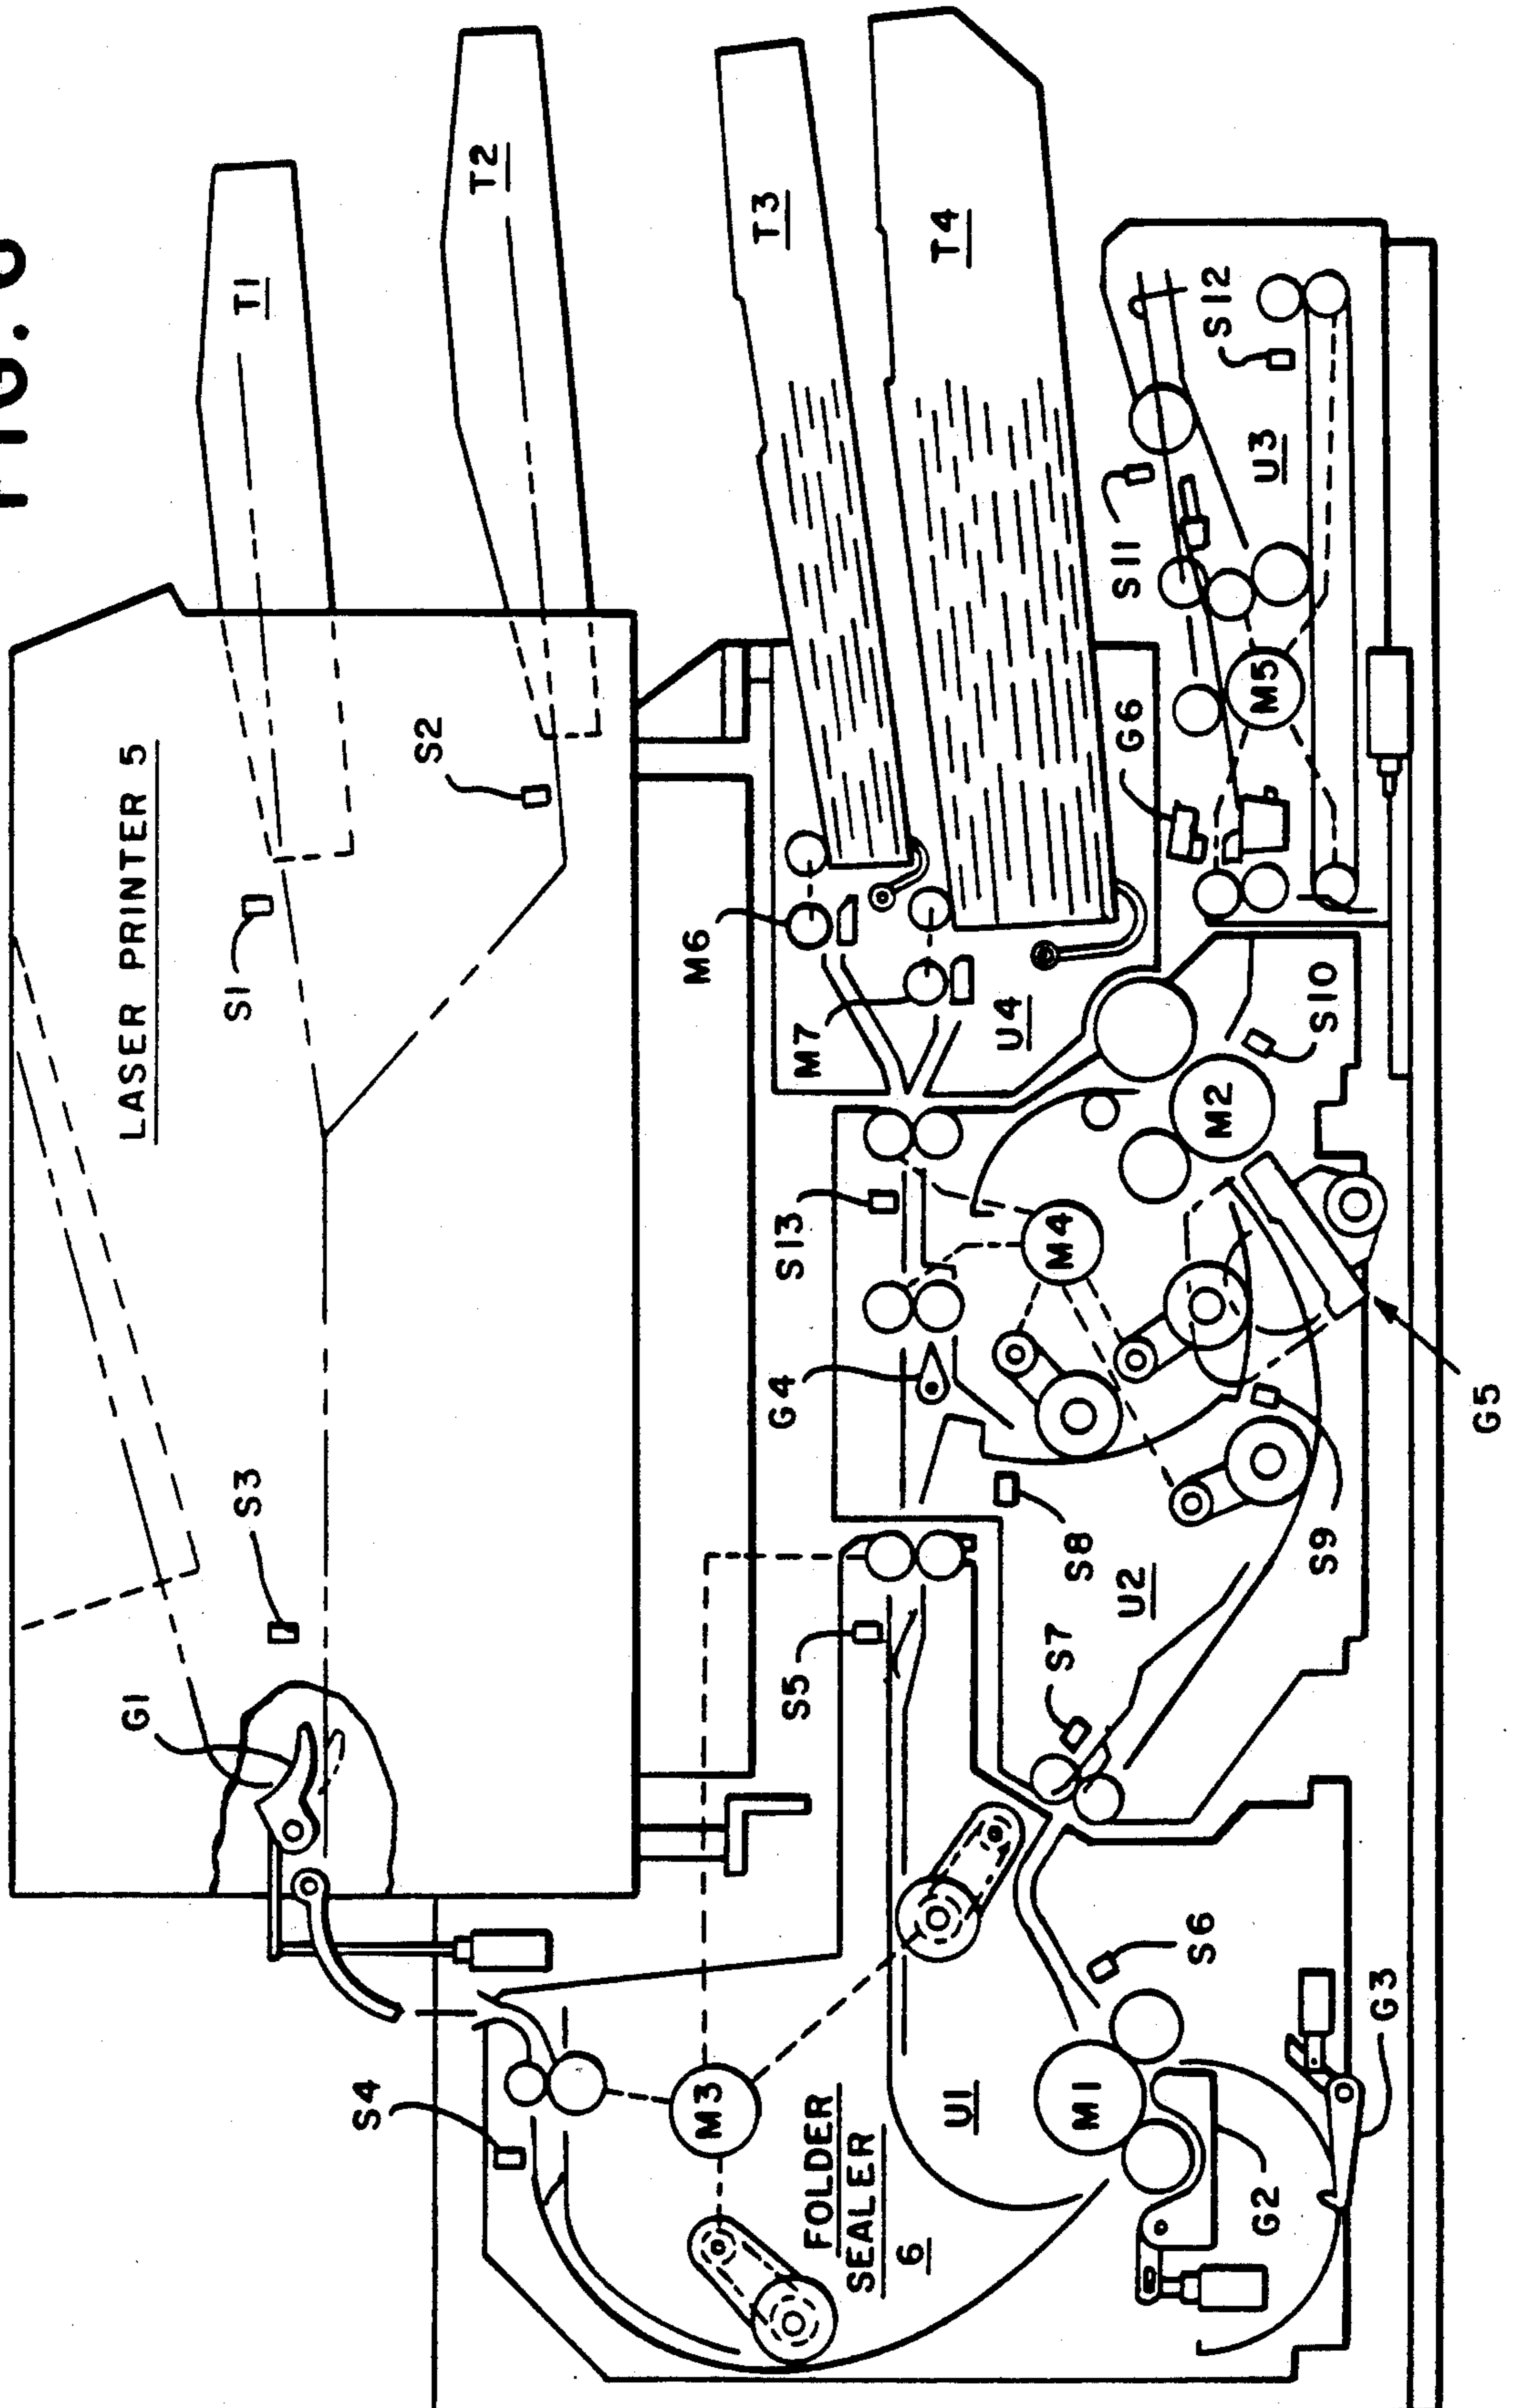 T1
T2
LASER PRINTER 5
S1
S2
S3
G1
T3
T4
M6
M7
U4
S12
S11
U3
M5
G6
S13
M4
M2
S10
G4
S8
S9
U2
G5
S5
S7
S4
M3
FOLDER
SEALER
6
U1
M1
S6
G2
G3